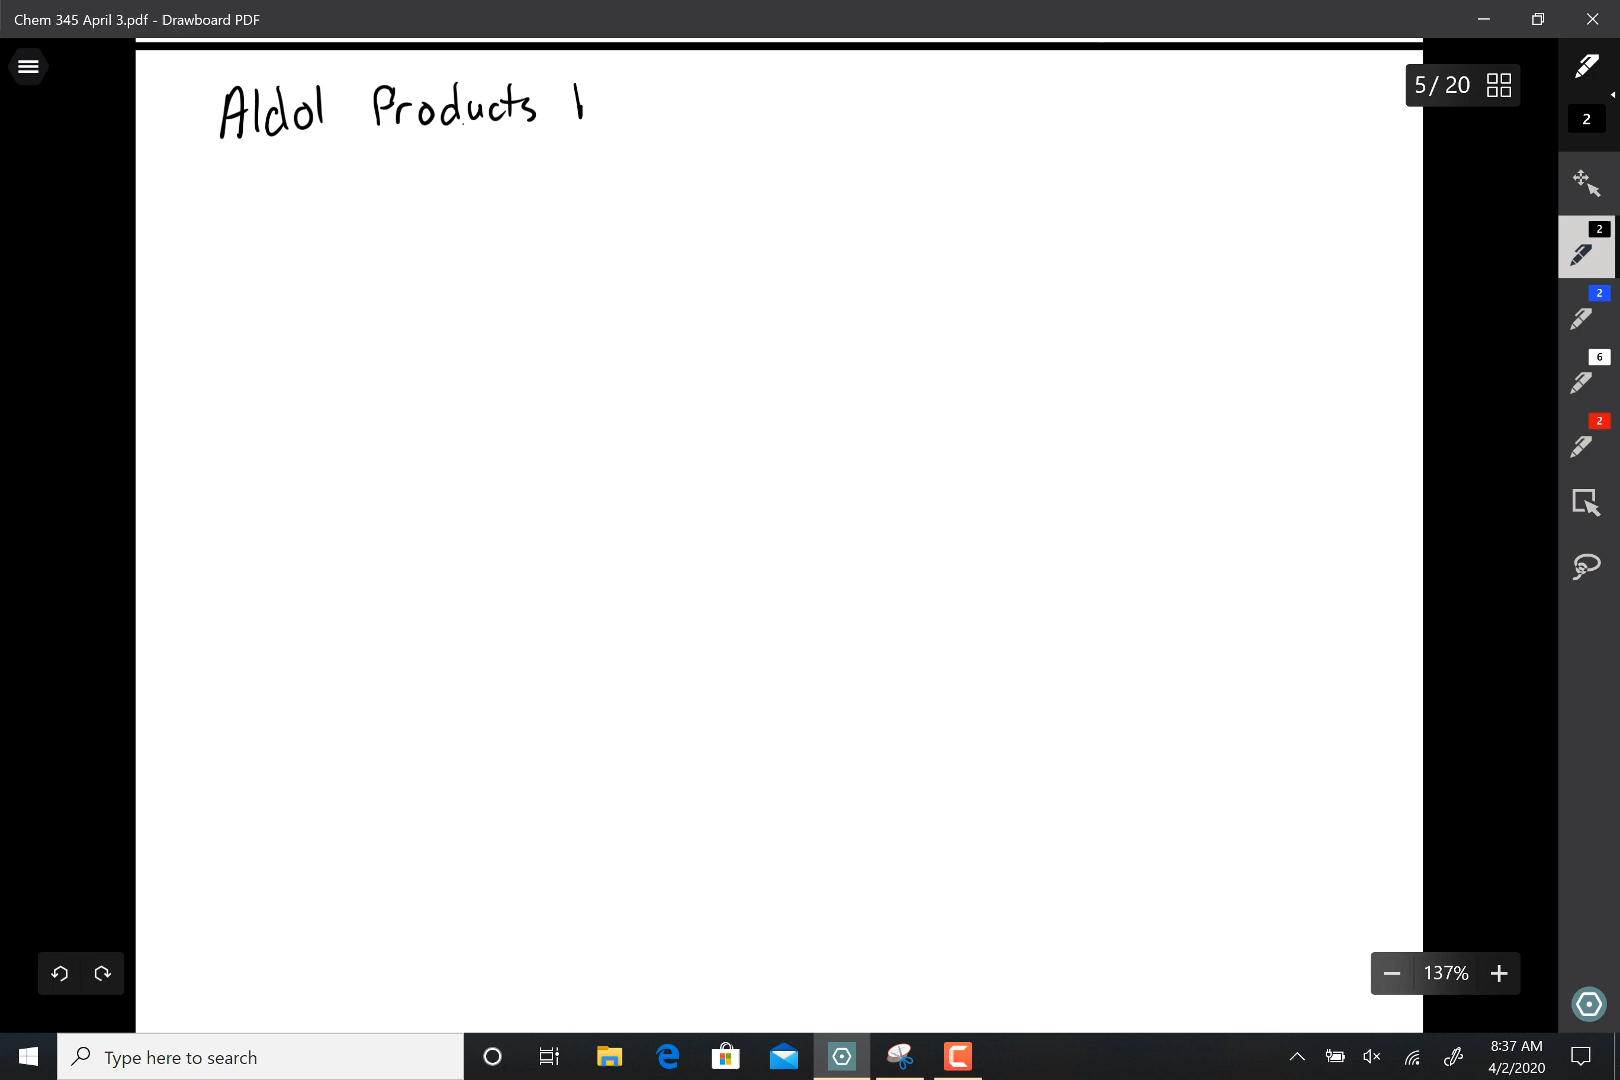 Chem 345 April 3.pdf - Drawboard PDF
Aldol Products
5 / 20
2
2
2
6
2
137%
Type here to search
8:37 AM
4/2/2020